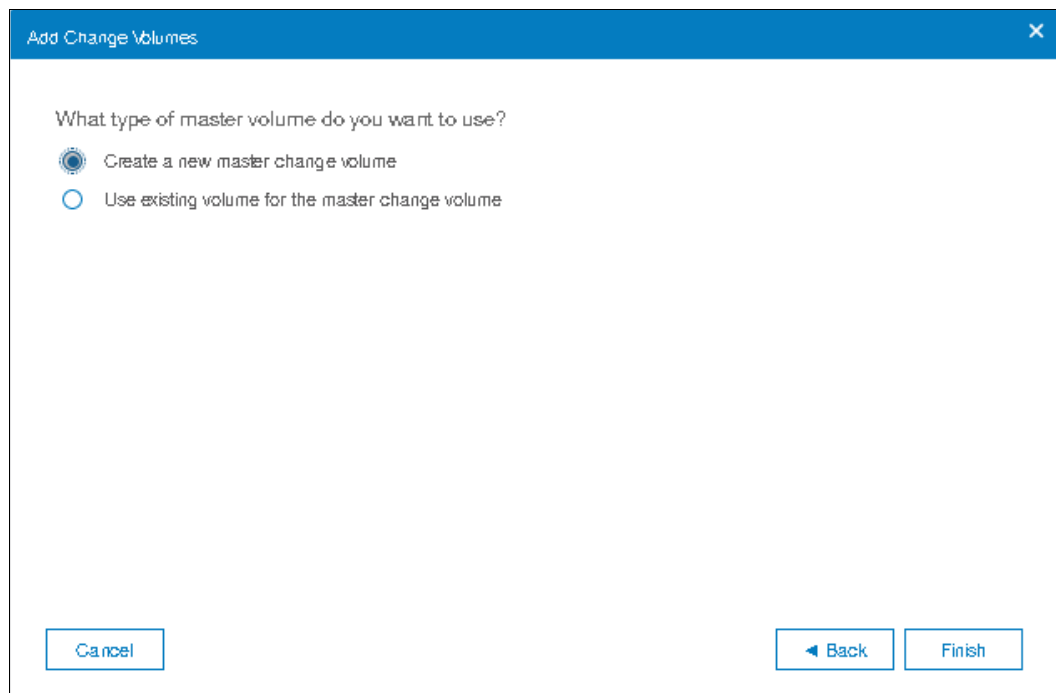 Add Change Volumes
What type of master volume do you want to use?
Create a new master change volume
Use existing volume for the master change volume
Cancel
Back
Finish